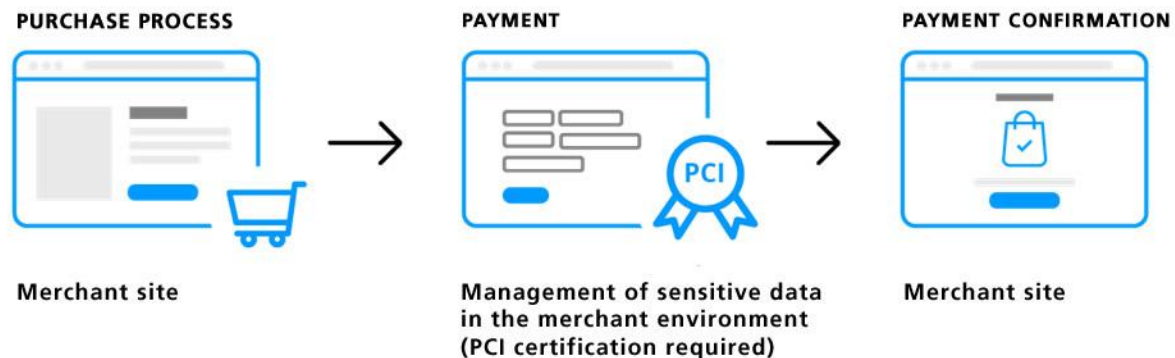 PURCHASE PROCESS
PAYMENT
PAYMENT CONFIRMATION
PCI
Merchant site
Management of sensitive data
in the merchant environment
(PCI certification required)
Merchant site